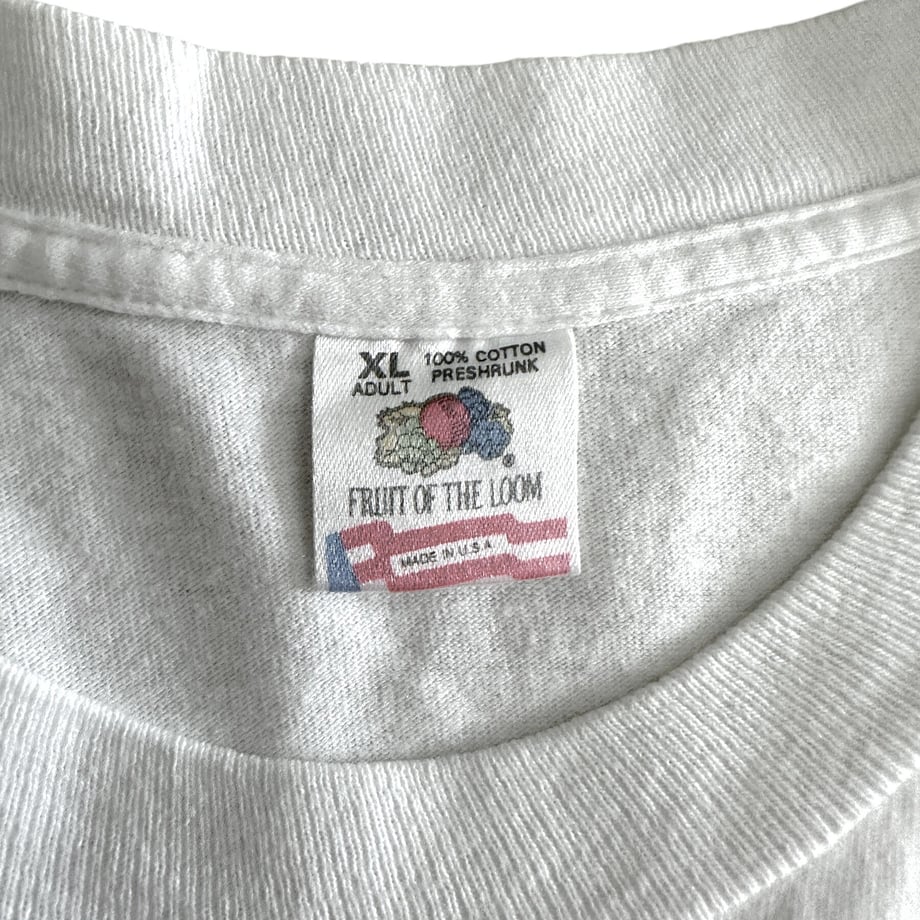 XL 100% COTTON
ADULT PRESHRUNK
®
FRUIT OF THE LOOM
MADE IN U.S.A